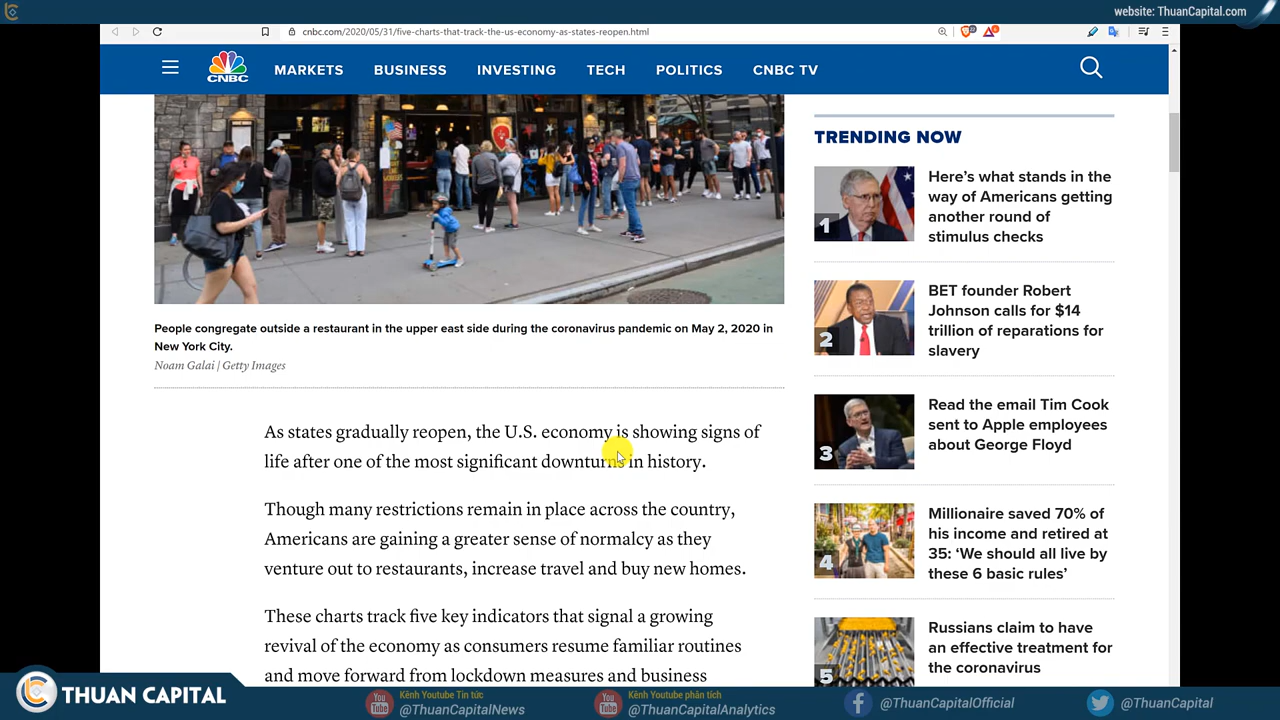 website: ThuanCapital.com
cnbc.com/2020/05/31/five-charts-that-track-the-us-economy-as-states-reopen.html
CNBC
MARKETS BUSINESS INVESTING TECH POLITICS CNBC TV
People congregate outside a restaurant in the upper east side during the coronavirus pandemic on May 2, 2020 in
New York City.
Noam Galai | Getty Images
As states gradually reopen, the U.S. economy is showing signs of
life after one of the most significant downturns in history.
Though many restrictions remain in place across the country,
Americans are gaining a greater sense of normalcy as they
venture out to restaurants, increase travel and buy new homes.
These charts track five key indicators that signal a growing
revival of the economy as consumers resume familiar routines
and move forward from lockdown measures and business
TRENDING NOW
1
Here's what stands in the
way of Americans getting
another round of
stimulus checks
2
BET founder Robert
Johnson calls for $14
trillion of reparations for
slavery
3
Read the email Tim Cook
sent to Apple employees
about George Floyd
4
Millionaire saved 70% of
his income and retired at
35: 'We should all live by
these 6 basic rules'
5
Russians claim to have
an effective treatment for
the coronavirus
THUAN CAPITAL
You Tube
Kênh Youtube Tin tức
@ThuanCapitalNews
You Tube
Kênh Youtube phân tích
@ThuanCapitalAnalytics
@ThuanCapitalOfficial
@ThuanCapital